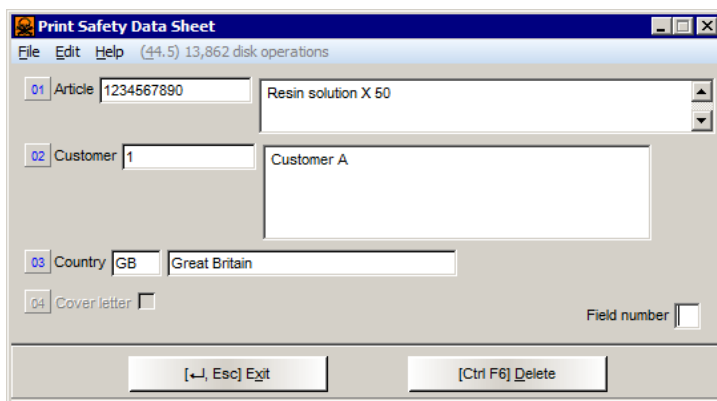 Print Safety Data Sheet
File Edit Help (44.5) 13,862 disk operations
01 Article 1234567890 Resin solution X 50
02 Customer 1 Customer A
03 Country GB Great Britain
04 Cover letter
Field number
[↵, Esc] Exit [Ctrl F6] Delete